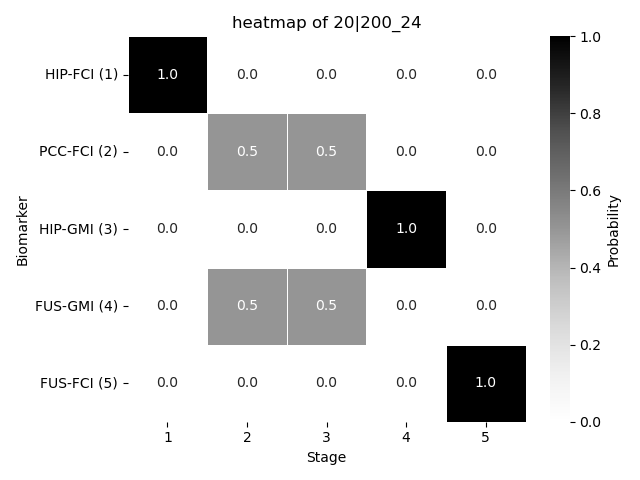 heatmap of 20|200_24
HIP-FCI (1) 1.0 0.0 0.0 0.0 0.0
PCC-FCI (2) 0.0 0.5 0.5 0.0 0.0
HIP-GMI (3) 0.0 0.0 0.0 1.0 0.0
FUS-GMI (4) 0.0 0.5 0.5 0.0 0.0
FUS-FCI (5) 0.0 0.0 0.0 0.0 1.0
1 2 3 4 5
Stage
Biomarker
1.0
0.8
0.6
0.4
0.2
0.0
Probability